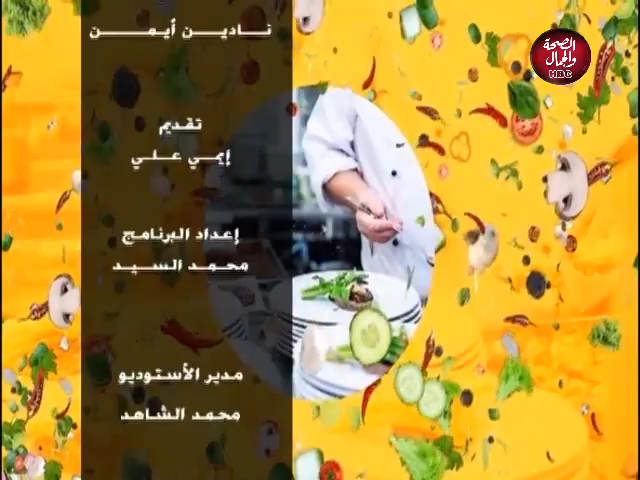 نادين أيمن
تقديم
إيمي علي
إعداد البرنامج
محمد السيد
مدير الأستوديو
محمد الشاهد
الصحة
والجمال
HBC